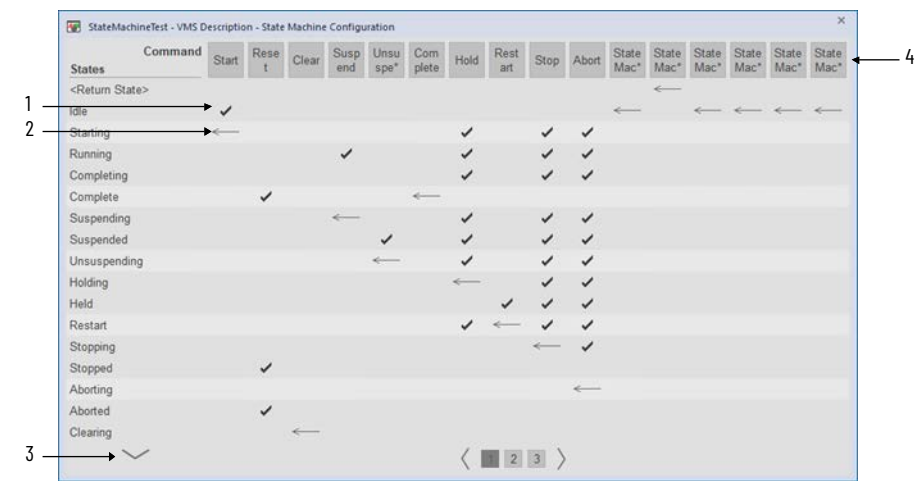 StateMachineTest - VMS Description - State Machine Configuration
Command
States
Start
Rese
t
Clear
Susp
end
Unsu
spe*
Com
plete
Hold
Rest
art
Stop
Abort
State
Mac*
State
Mac*
State
Mac*
State
Mac*
State
Mac*
State
Mac*
4
<Return State>
1
Idle
2
Starting
Running
Completing
Complete
Suspending
Suspended
Unsuspending
Holding
Held
Restart
Stopping
Stopped
Aborting
Aborted
Clearing
3
1 2 3